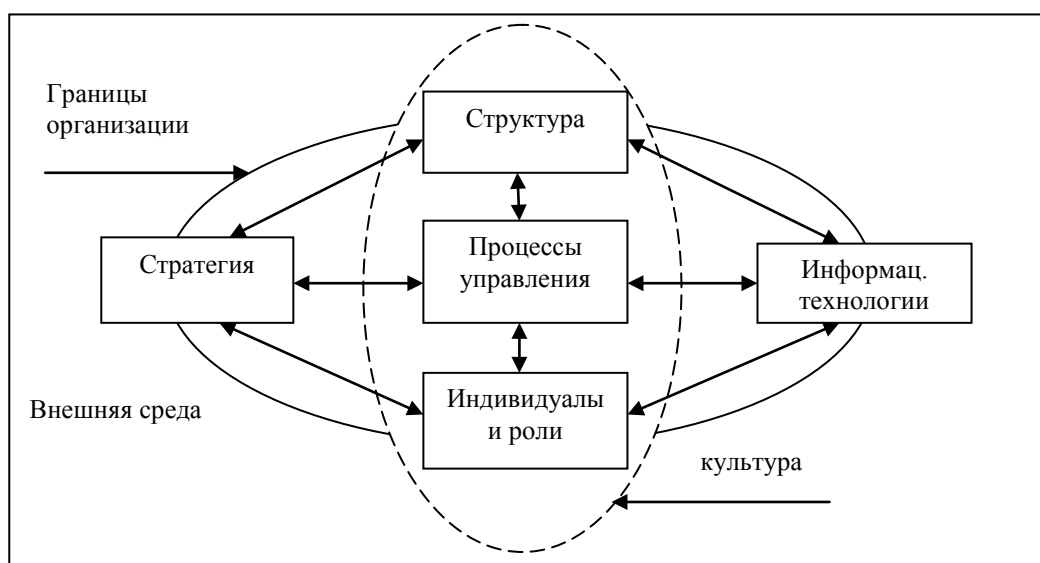 Границы
организации
Структура
Стратегия
Процессы
управления
Информац.
технологии
Внешняя среда
Индивидуалы
и роли
культура